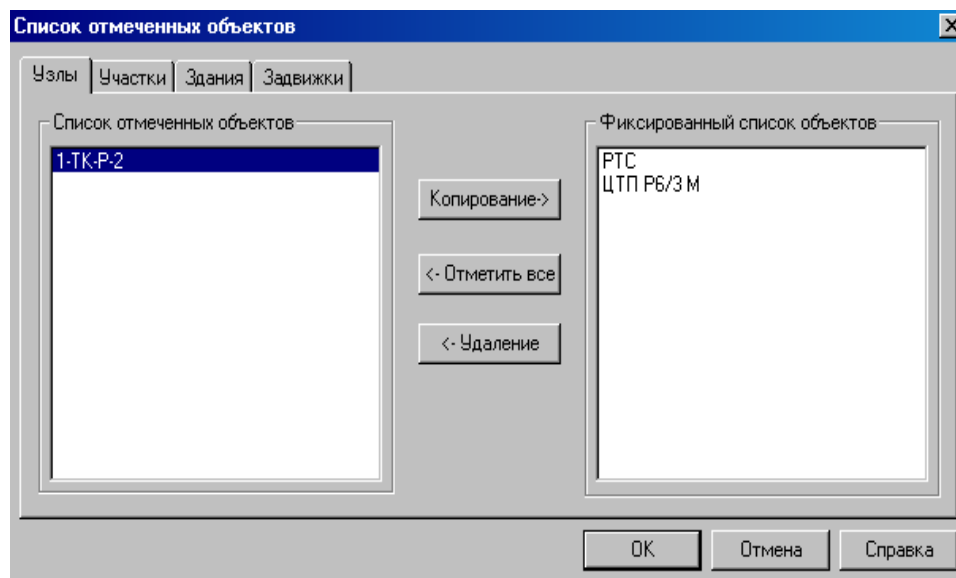 Список отмеченных объектов
Узлы Участки Здания Задвижки
Список отмеченных объектов
1-ТК-Р-2
Копирование->
<- Отметить все
<- Удаление
Фиксированный список объектов
РТС
ЦТП Р6/3 М
OK Отмена Справка